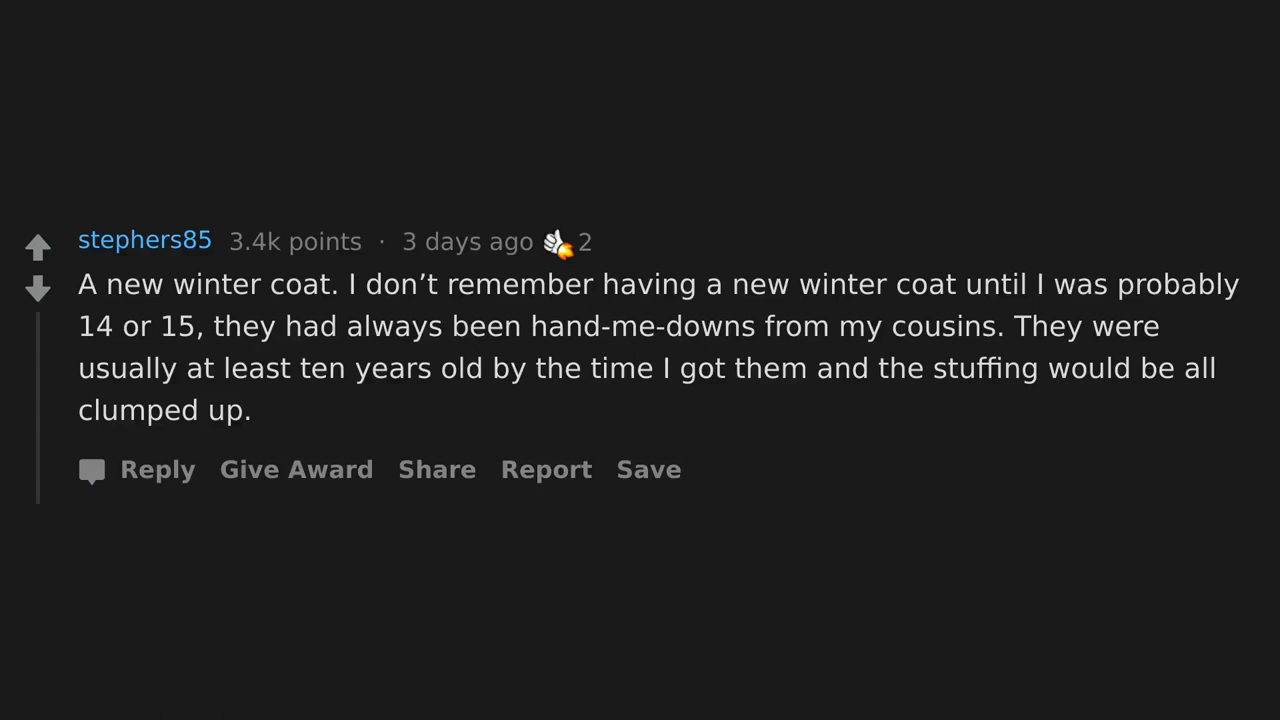 stephers85 3.4k points · 3 days ago 2
A new winter coat. I don’t remember having a new winter coat until I was probably
14 or 15, they had always been hand-me-downs from my cousins. They were
usually at least ten years old by the time I got them and the stuffing would be all
clumped up.
Reply Give Award Share Report Save